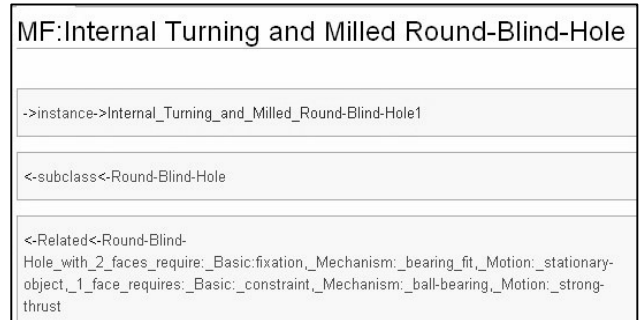 MF:Internal Turning and Milled Round-Blind-Hole
->instance->Internal_Turning_and_Milled_Round-Blind-Hole1
<-subclass<-Round-Blind-Hole
<-Related<-Round-Blind-
Hole_with_2_faces_require:_Basic:fixation,_Mechanism:_bearing_fit,_Motion:_stationary-
object,_1_face_requires:_Basic:_constraint,_Mechanism:_ball-bearing,_Motion:_strong-
thrust